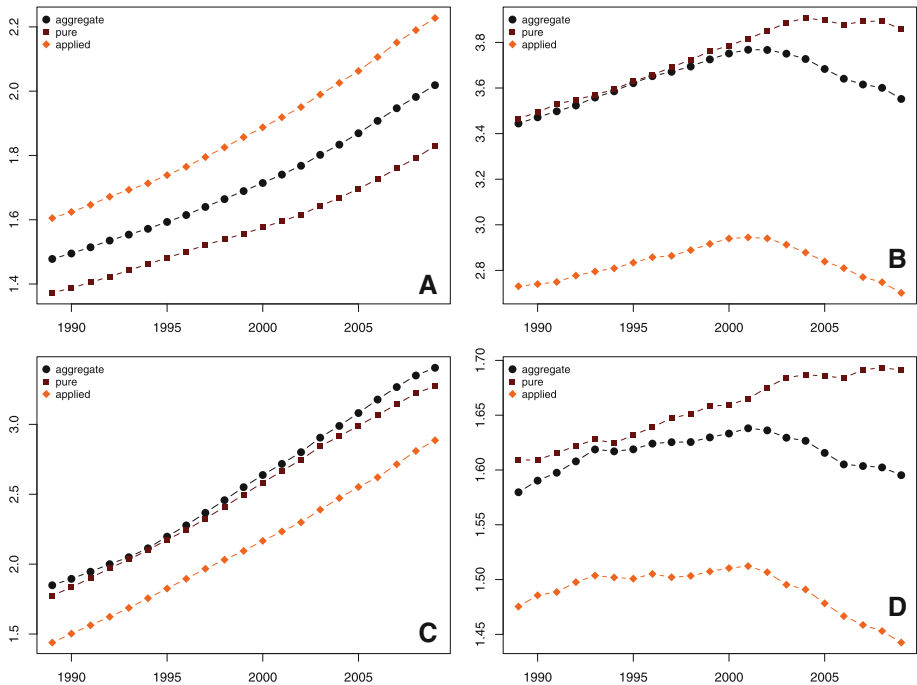 aggregate
pure
applied
2.2
2.0
1.8
1.6
1.4
A
1990 1995 2000 2005
aggregate
pure
applied
3.8
3.6
3.4
3.2
3.0
2.8
B
1990 1995 2000 2005
aggregate
pure
applied
3.0
2.5
2.0
1.5
C
1990 1995 2000 2005
aggregate
pure
applied
1.70
1.65
1.60
1.55
1.50
1.45
D
1990 1995 2000 2005